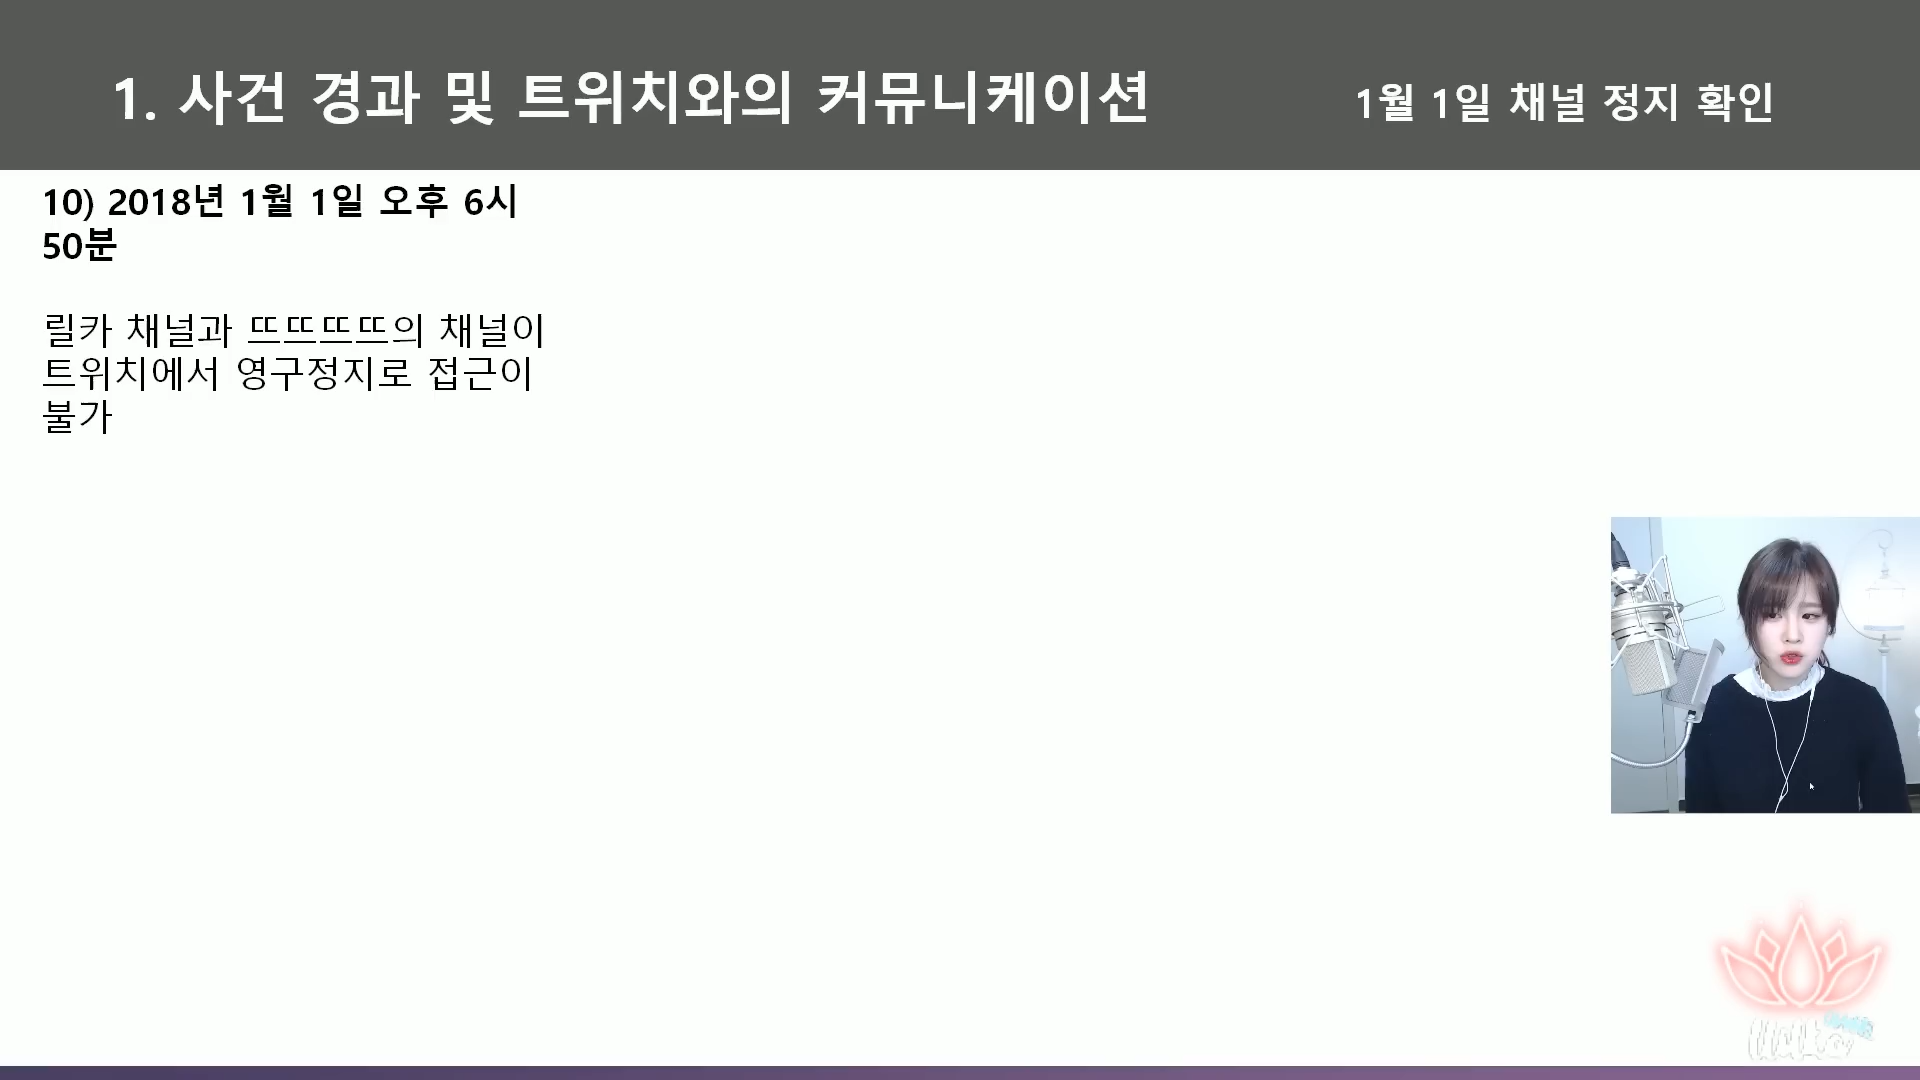 1. 사건 경과 및 트위치와의 커뮤니케이션
1월 1일 채널 정지 확인
10) 2018년 1월 1일 오후 6시
50분
릴카 채널과 뜨뜨뜨뜨의 채널이
트위치에서 영구정지로 접근이
불가